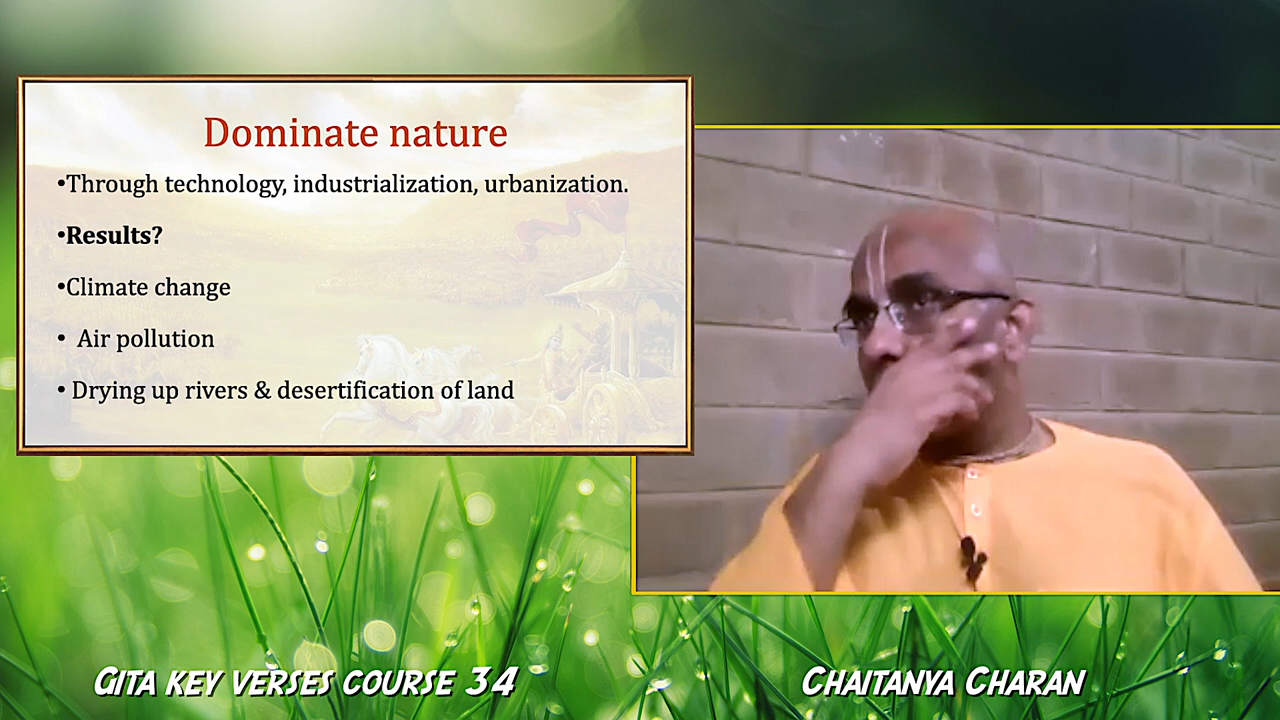 Dominate nature
•Through technology, industrialization, urbanization.
•Results?
•Climate change
• Air pollution
• Drying up rivers & desertification of land
Gita key verses course 34
Chaitanya Charan